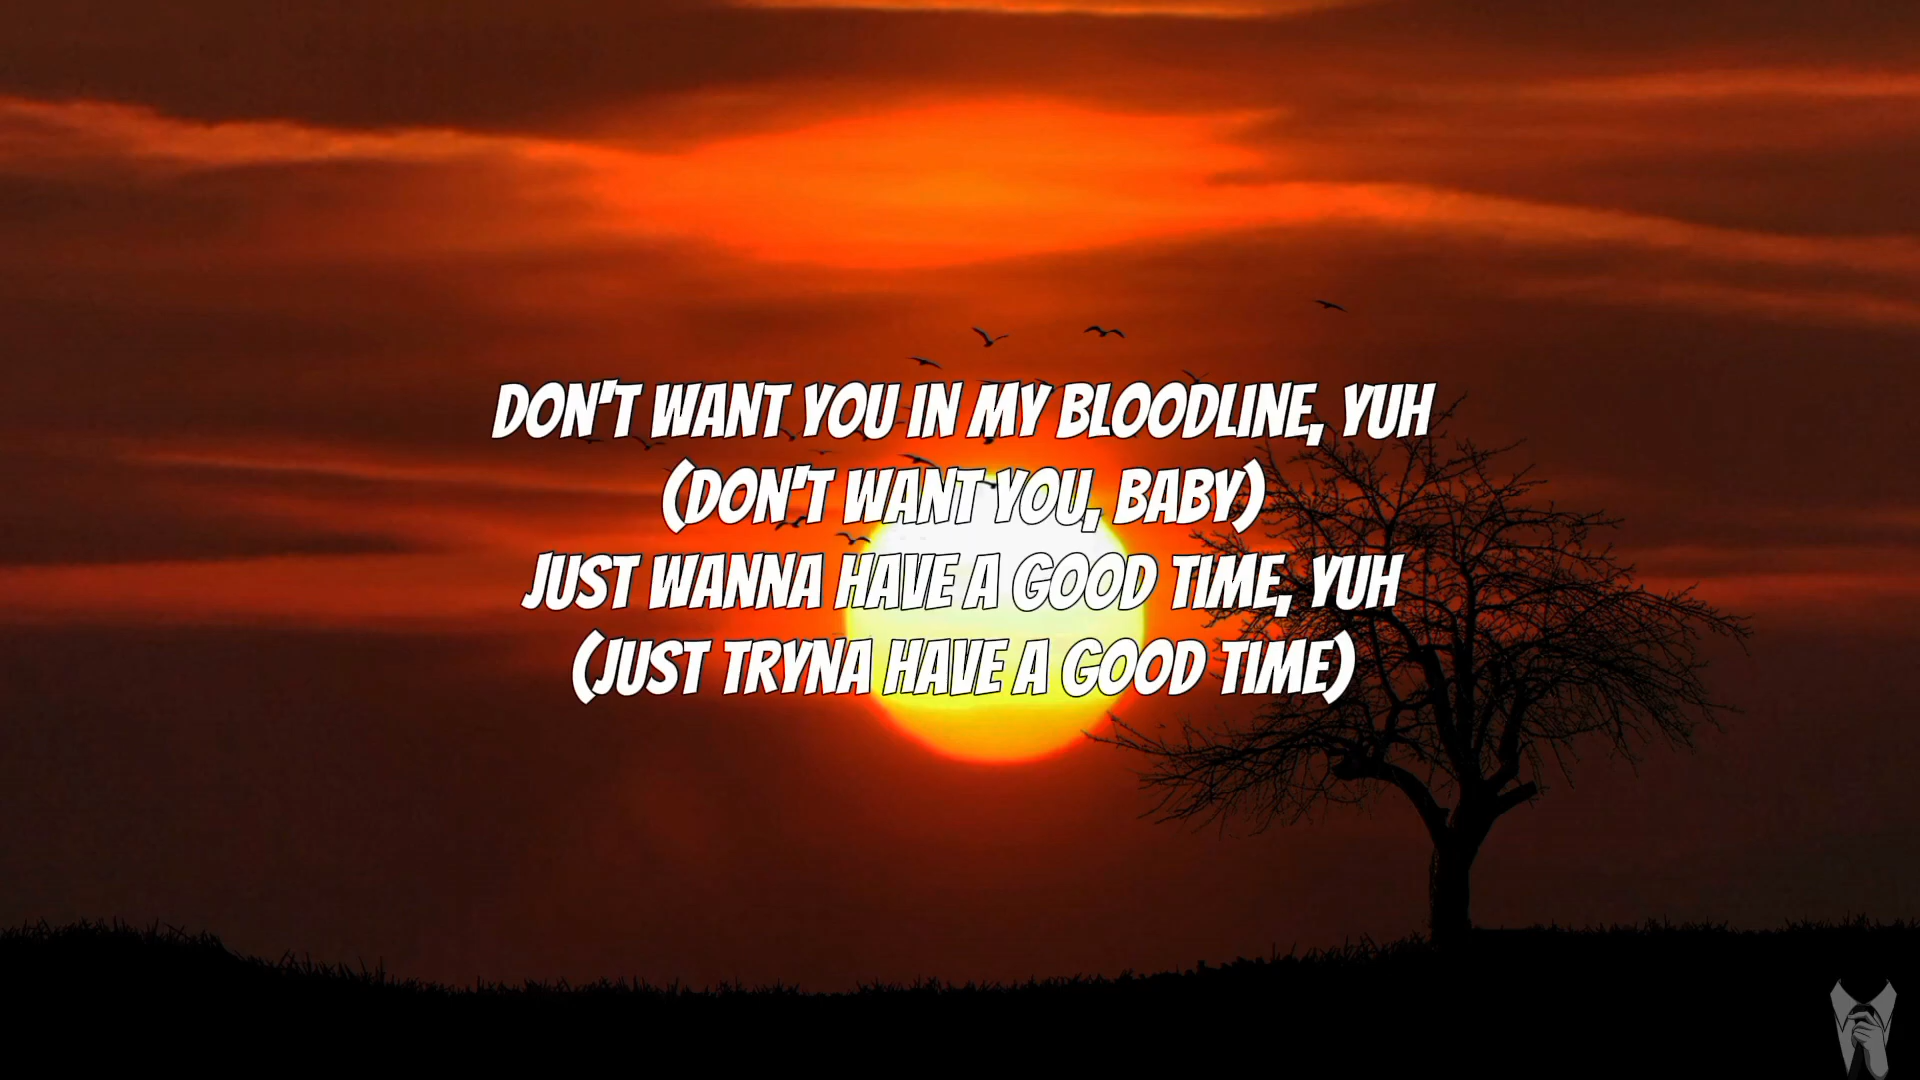 DON'T WANT YOU IN MY BLOODLINE, YUH
(DON'T WANT YOU, BABY)
JUST WANNA HAVE A GOOD TIME, YUH
(JUST TRYNA HAVE A GOOD TIME)